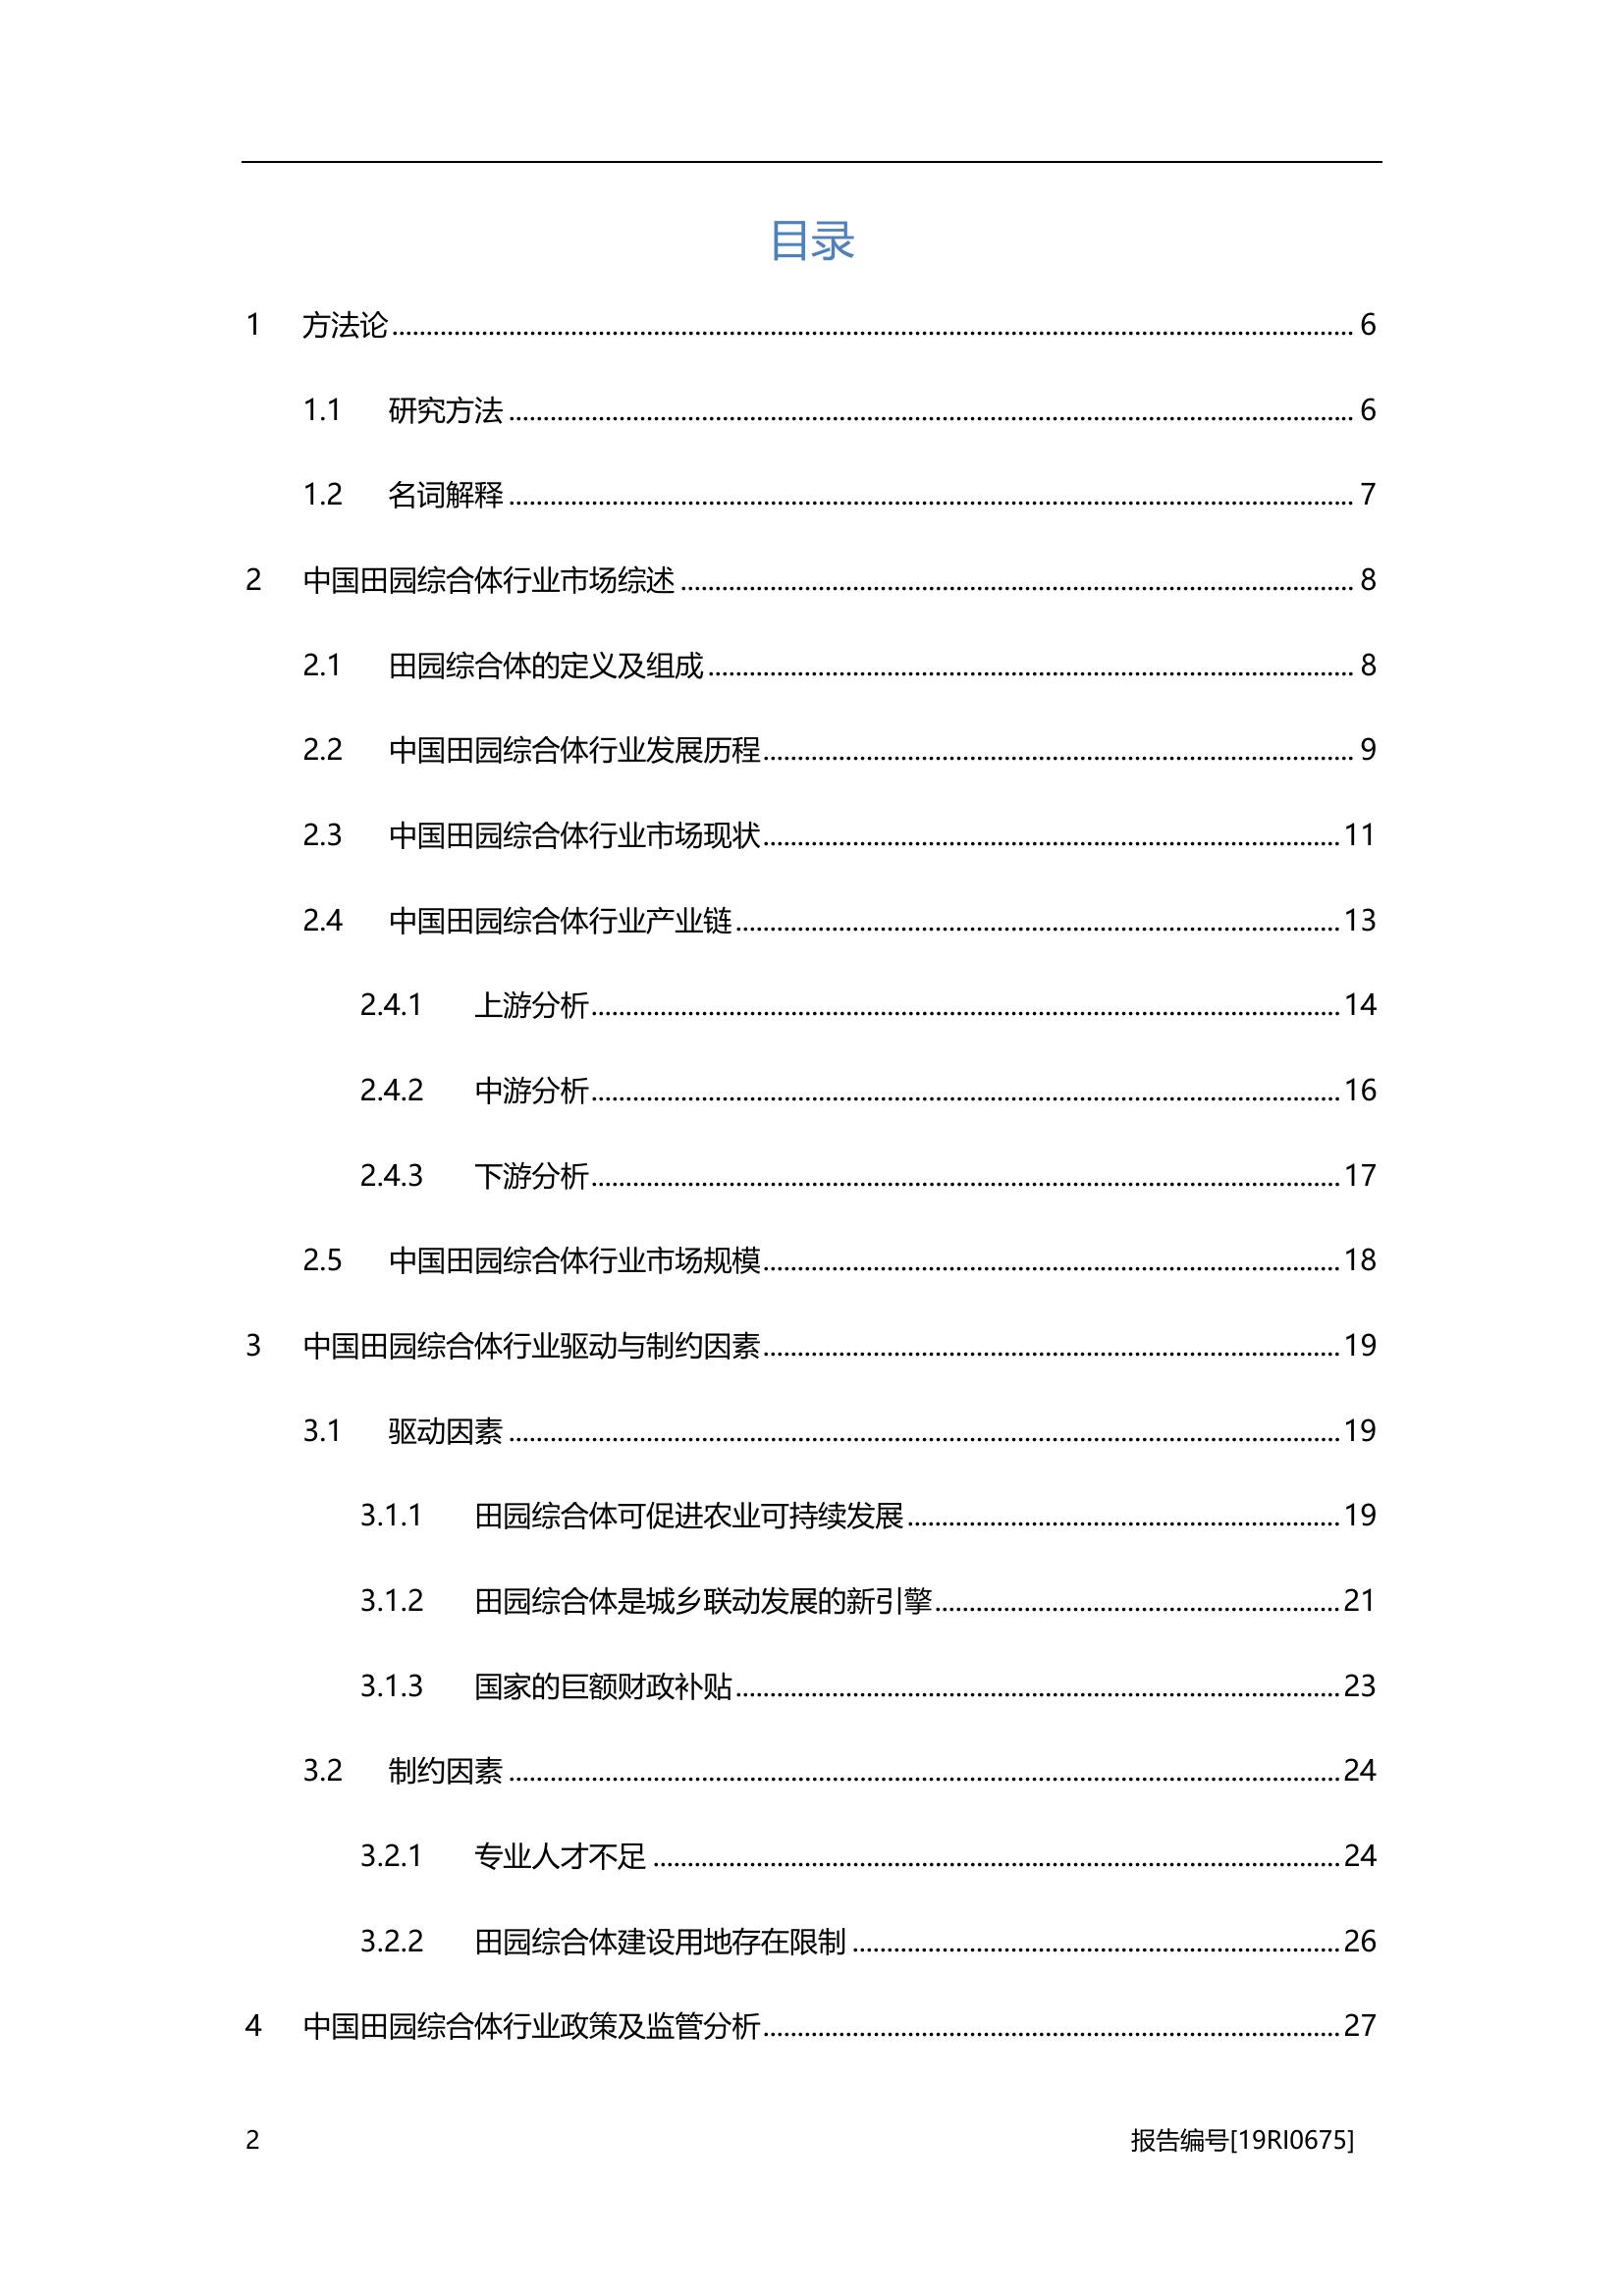 目录
1 方法论 6
1.1 研究方法 6
1.2 名词解释 7
2 中国田园综合体行业市场综述 8
2.1 田园综合体的定义及组成 8
2.2 中国田园综合体行业发展历程 9
2.3 中国田园综合体行业市场现状 11
2.4 中国田园综合体行业产业链 13
2.4.1 上游分析 14
2.4.2 中游分析 16
2.4.3 下游分析 17
2.5 中国田园综合体行业市场规模 18
3 中国田园综合体行业驱动与制约因素 19
3.1 驱动因素 19
3.1.1 田园综合体可促进农业可持续发展 19
3.1.2 田园综合体是城乡联动发展的新引擎 21
3.1.3 国家的巨额财政补贴 23
3.2 制约因素 24
3.2.1 专业人才不足 24
3.2.2 田园综合体建设用地存在限制 26
4 中国田园综合体行业政策及监管分析 27
2 报告编号[19RI0675]